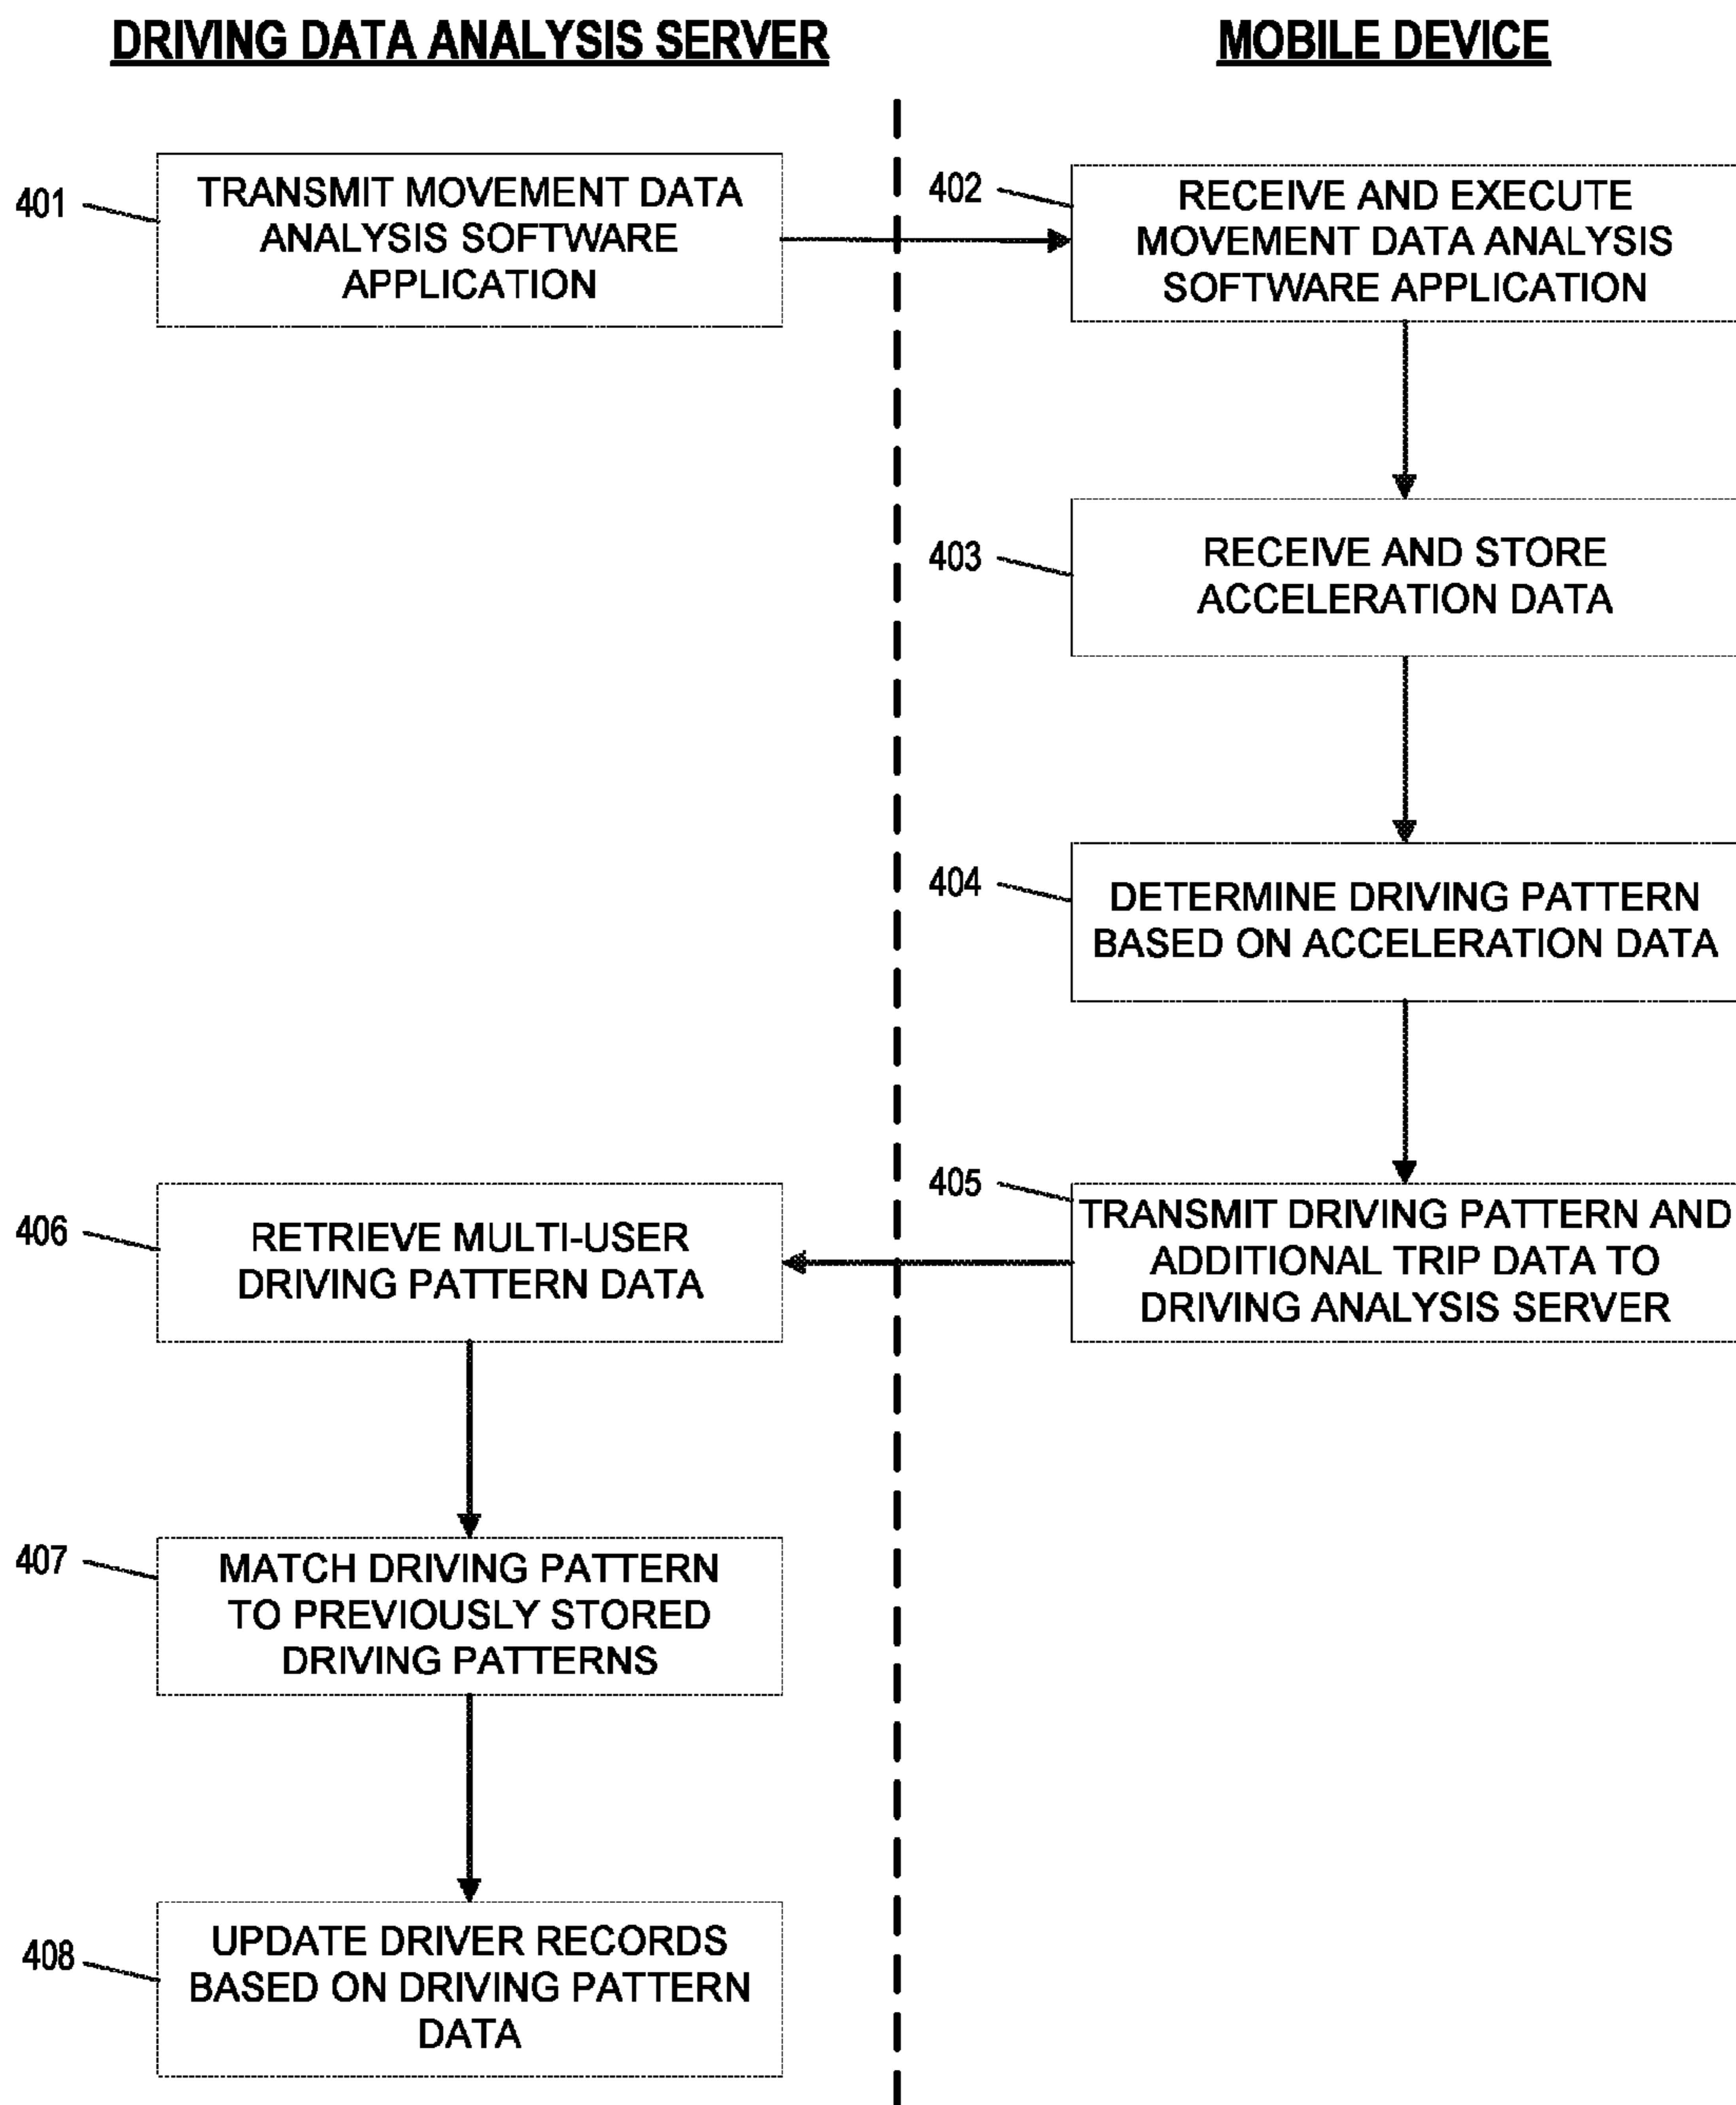 DRIVING DATA ANALYSIS SERVER
MOBILE DEVICE
401
TRANSMIT MOVEMENT DATA
ANALYSIS SOFTWARE
APPLICATION
402
RECEIVE AND EXECUTE
MOVEMENT DATA ANALYSIS
SOFTWARE APPLICATION
403
RECEIVE AND STORE
ACCELERATION DATA
404
DETERMINE DRIVING PATTERN
BASED ON ACCELERATION DATA
405
TRANSMIT DRIVING PATTERN AND
ADDITIONAL TRIP DATA TO
DRIVING ANALYSIS SERVER
406
RETRIEVE MULTI-USER
DRIVING PATTERN DATA
407
MATCH DRIVING PATTERN
TO PREVIOUSLY STORED
DRIVING PATTERNS
408
UPDATE DRIVER RECORDS
BASED ON DRIVING PATTERN
DATA